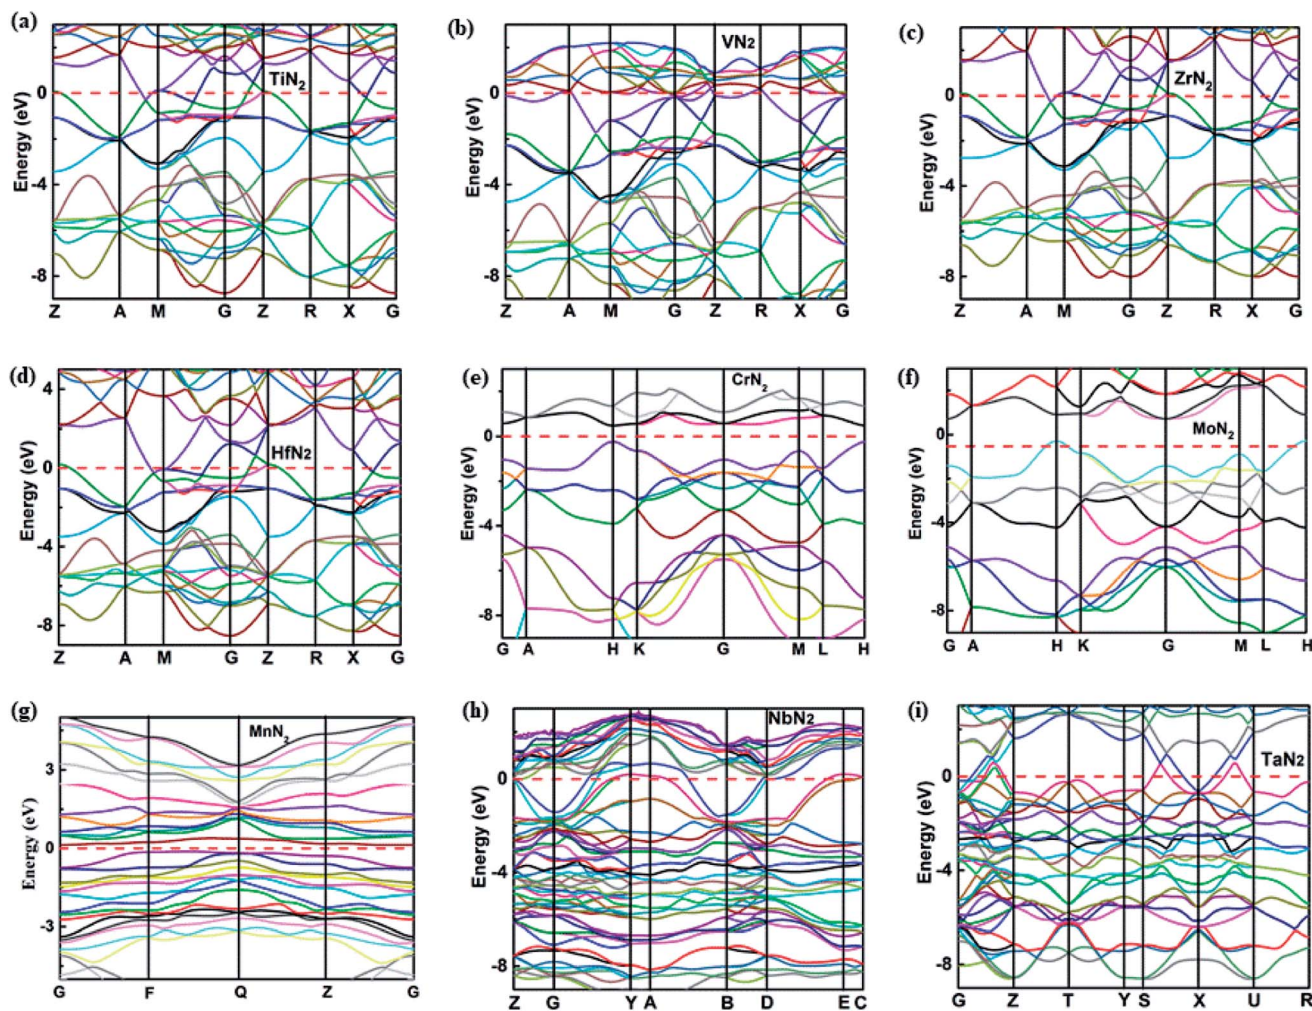 (a)
TiN2
Energy (eV)
0
-4
-8
Z A M G Z R X G
(b)
VN2
Energy (eV)
4
0
-4
-8
Z A M G Z R X G
(c)
ZrN2
Energy (eV)
0
-4
-8
Z A M G Z R X G
(d)
HfN2
Energy (eV)
4
0
-4
-8
Z A M G Z R X G
(e)
CrN2
Energy (eV)
0
-4
-8
G A H K G M L H
(f)
MoN2
Energy (eV)
0
-4
-8
G A H K G M L H
(g)
MnN2
Energy (eV)
3
0
-3
G F Q Z G
(h)
NbN2
Energy (eV)
0
-4
-8
Z G Y A B D E C
(i)
TaN2
Energy (eV)
0
-4
-8
G Z T Y S X U R